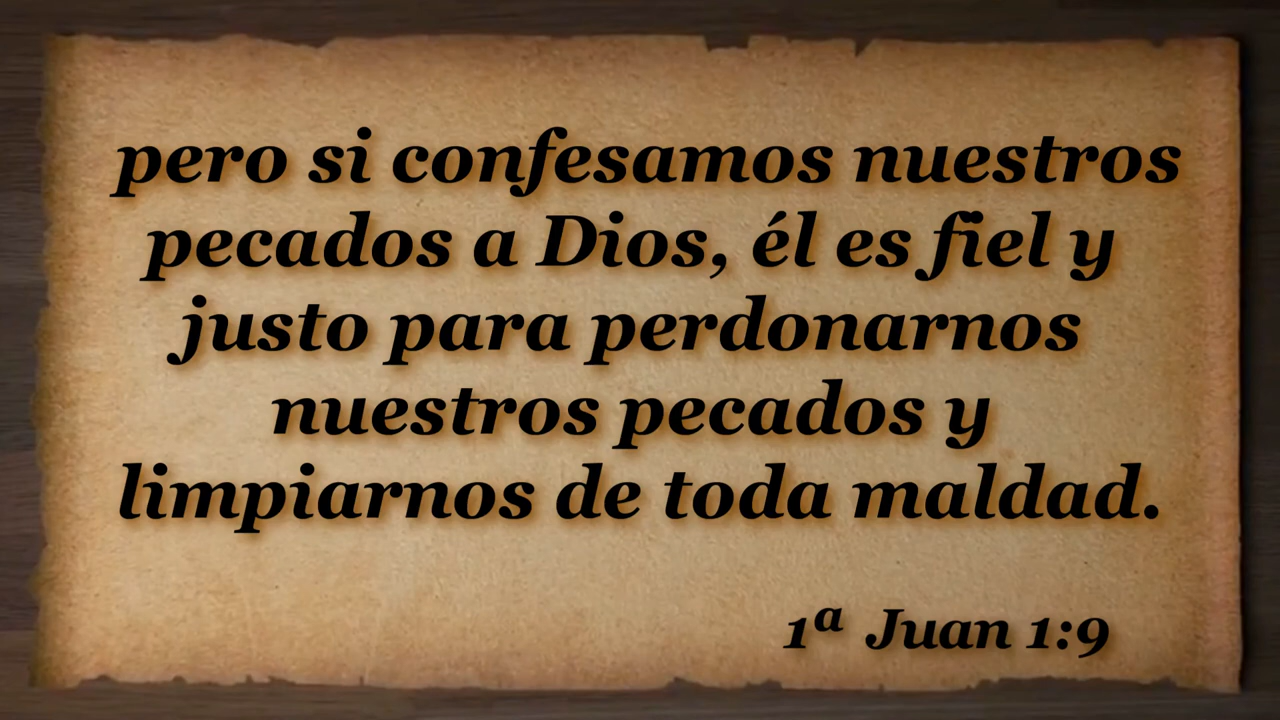 pero si confesamos nuestros
pecados a Dios, él es fiel y
justo para perdonarnos
nuestros pecados y
limpiarnos de toda maldad.
1ª Juan 1:9